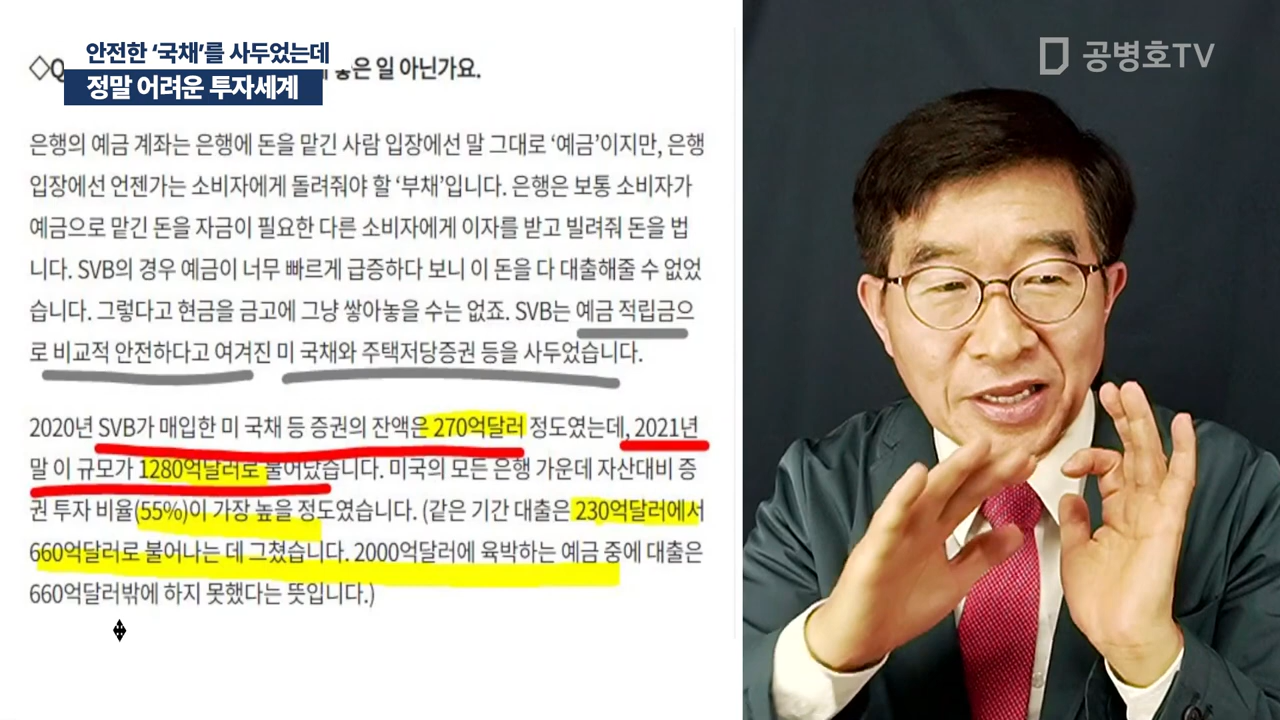 안전한 ‘국채’를 사두었는데
정말 어려운 투자세계
공병호TV
◇Q 좋은 일 아닌가요.
은행의 예금 계좌는 은행에 돈을 맡긴 사람 입장에선 말 그대로 ‘예금’이지만, 은행
입장에선 언젠가는 소비자에게 돌려줘야 할 ‘부채’입니다. 은행은 보통 소비자가
예금으로 맡긴 돈을 자금이 필요한 다른 소비자에게 이자를 받고 빌려줘 돈을 법
니다. SVB의 경우 예금이 너무 빠르게 급증하다 보니 이 돈을 다 대출해줄 수 없었
습니다. 그렇다고 현금을 금고에 그냥 쌓아놓을 수는 없죠. SVB는 예금 적립금으
로 비교적 안전하다고 여겨진 미 국채와 주택저당증권 등을 사두었습니다.
2020년 SVB가 매입한 미 국채 등 증권의 잔액은 270억달러 정도였는데, 2021년
말 이 규모가 1280억달러로 불어났습니다. 미국의 모든 은행 가운데 자산대비 증
권 투자 비율(55%)이 가장 높을 정도였습니다. (같은 기간 대출은 230억달러에서
660억달러로 불어나는 데 그쳤습니다. 2000억달러에 육박하는 예금 중에 대출은
660억달러밖에 하지 못했다는 뜻입니다.)